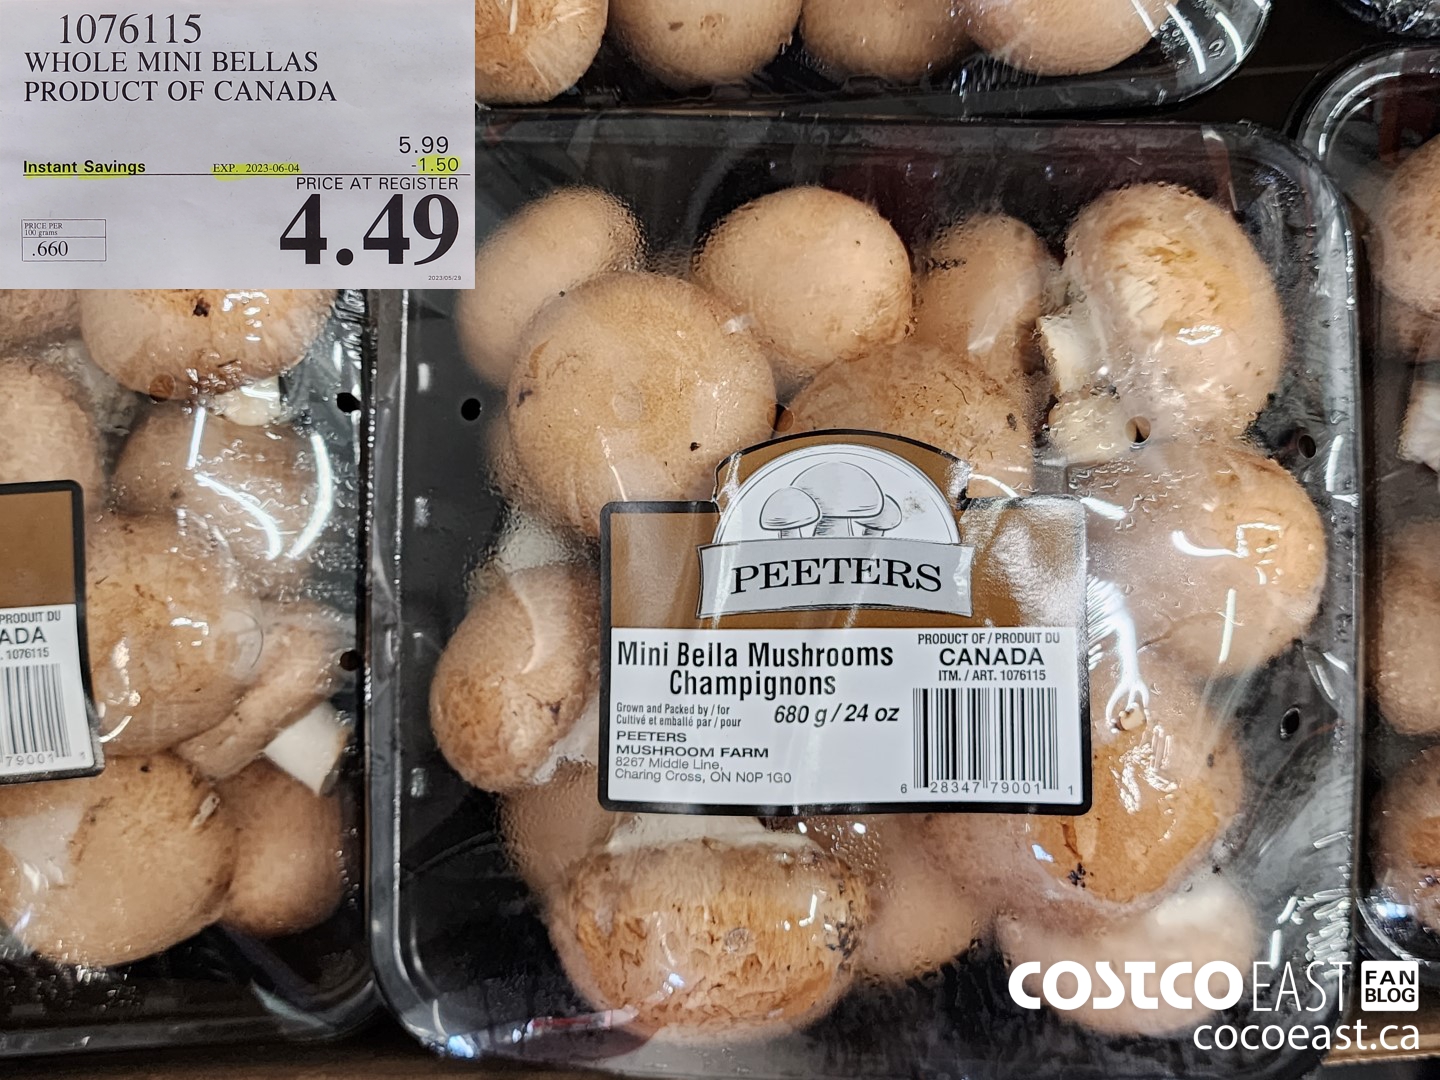 1076115
WHOLE MINI BELLAS
PRODUCT OF CANADA
5.99
Instant Savings EXP. 2023-06-04 -1.50
PRICE AT REGISTER
4.49
PRICE PER
100 grams
.660
2023/05/28
PEETERS
Mini Bella Mushrooms
Champignons
Grown and Packed by / for
Cultivé et emballé par / pour
680 g / 24 oz
PEETERS
MUSHROOM FARM
8267 Middle Line,
Charing Cross, ON N0P 1G0
PRODUCT OF / PRODUIT DU
CANADA
ITM. / ART. 1076115
6 28347 79001 1
PRODUIT DU
ADA
. 1076115
79001 1
COSTCO EAST FAN BLOG
cocoeast.ca